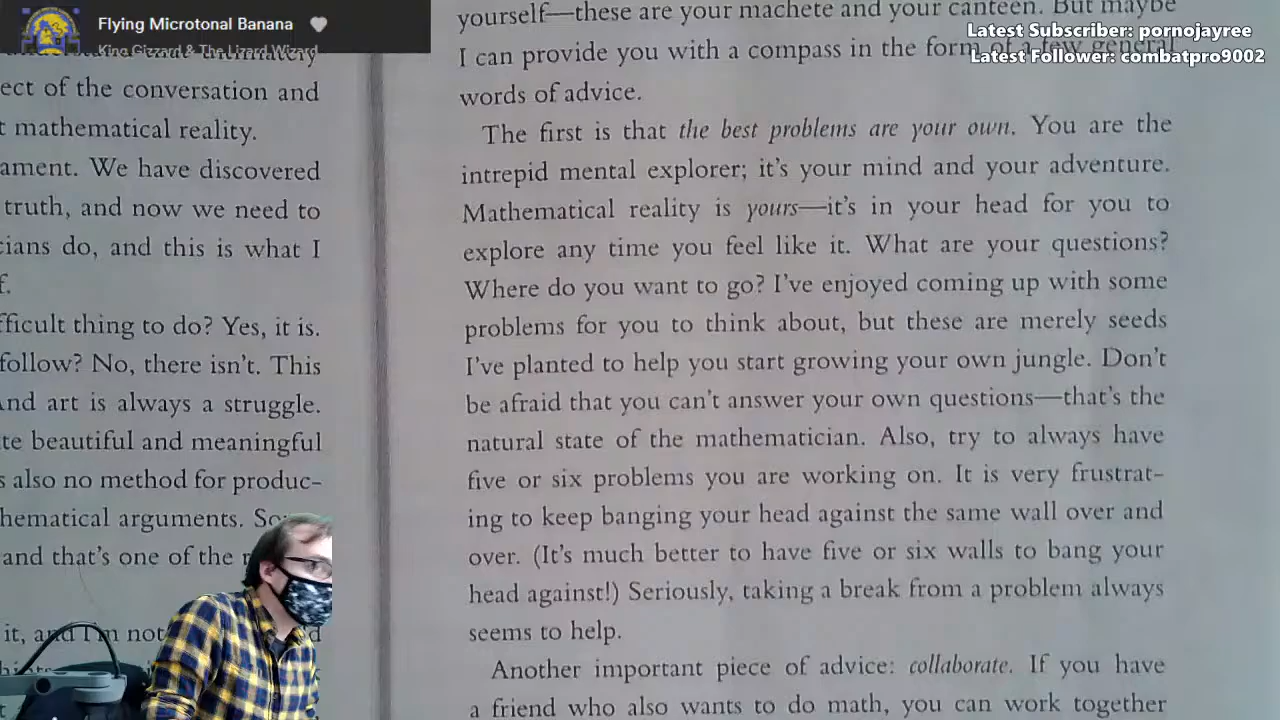 Flying Microtonal Banana
King Gizzard & The Lizard Wizard
Latest Subscriber: pornojayree
Latest Follower: combatpro9002
ect of the conversation and
t mathematical reality.
ament. We have discovered
truth, and now we need to
cians do, and this is what I
f.
fficult thing to do? Yes, it is.
follow? No, there isn't. This
And art is always a struggle.
te beautiful and meaningful
s also no method for produc-
hematical arguments.
and that's one of the
it, and I'm not
yourself—these are your machete and your canteen. But maybe
I can provide you with a compass in the form of a few general
words of advice.
The first is that the best problems are your own. You are the
intrepid mental explorer; it's your mind and your adventure.
Mathematical reality is yours—it's in your head for you to
explore any time you feel like it. What are your questions?
Where do you want to go? I've enjoyed coming up with some
problems for you to think about, but these are merely seeds
I've planted to help you start growing your own jungle. Don't
be afraid that you can't answer your own questions—that's the
natural state of the mathematician. Also, try to always have
five or six problems you are working on. It is very frustrat-
ing to keep banging your head against the same wall over and
over. (It's much better to have five or six walls to bang your
head against!) Seriously, taking a break from a problem always
seems to help.
Another important piece of advice: collaborate. If you have
a friend who also wants to do math, you can work together